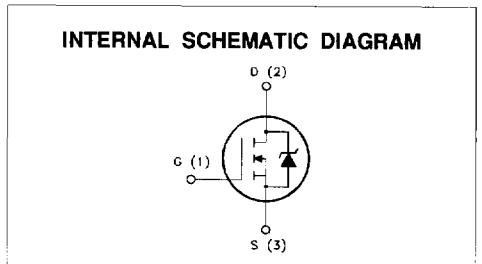 INTERNAL SCHEMATIC DIAGRAM
D (2)
G (1)
S (3)